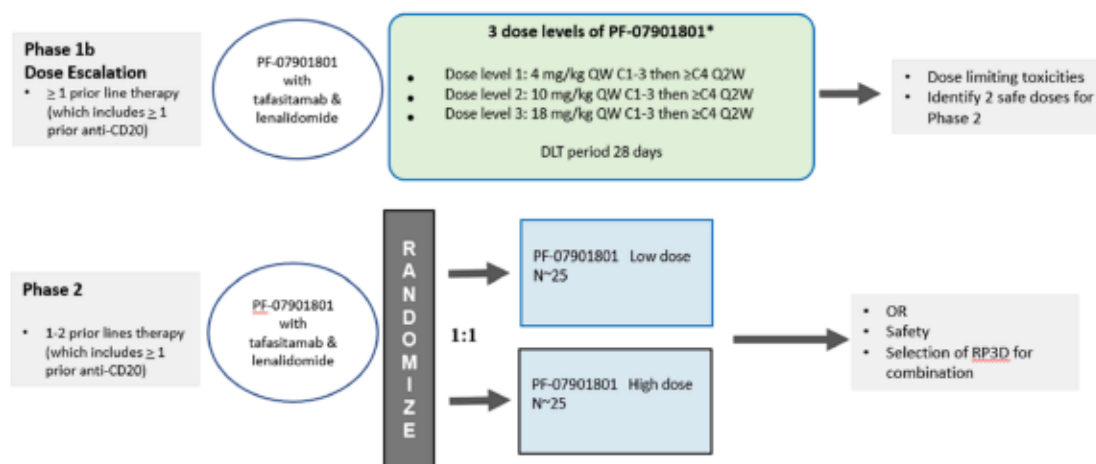 Phase 1b
Dose Escalation
• ≥ 1 prior line therapy
(which includes ≥ 1
prior anti-CD20)
PF-07901801
with
tafasitamab &
lenalidomide
3 dose levels of PF-07901801*
• Dose level 1: 4 mg/kg QW C1-3 then ≥C4 Q2W
• Dose level 2: 10 mg/kg QW C1-3 then ≥C4 Q2W
• Dose level 3: 18 mg/kg QW C1-3 then ≥C4 Q2W
DLT period 28 days
• Dose limiting toxicities
• Identify 2 safe doses for
Phase 2
Phase 2
• 1-2 prior lines therapy
(which includes ≥ 1
prior anti-CD20)
PF-07901801
with
tafasitamab &
lenalidomide
RANDOMIZE
1:1
PF-07901801 Low dose
N~25
PF-07901801 High dose
N~25
• OR
• Safety
• Selection of RP3D for
combination